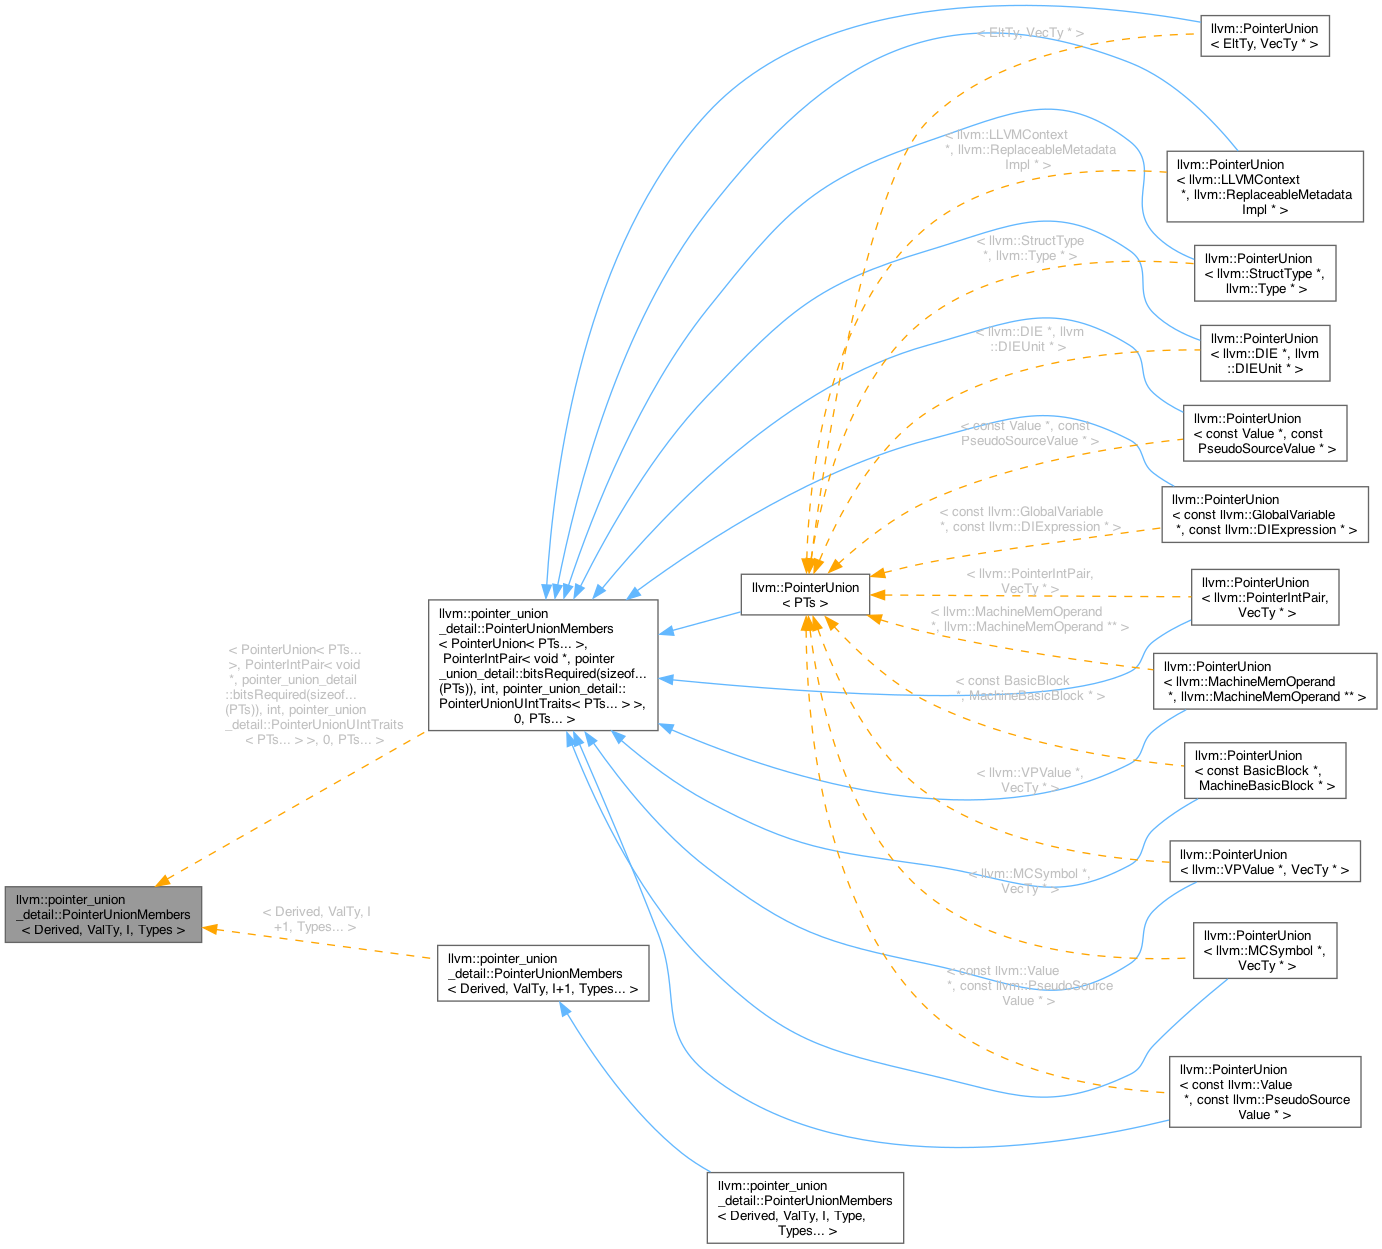 llvm::PointerUnion
< EltTy, VecTy * >
< EltTy, VecTy * >
< llvm::LLVMContext
*, llvm::ReplaceableMetadata
Impl * >
llvm::PointerUnion
< llvm::LLVMContext
*, llvm::ReplaceableMetadata
Impl * >
< llvm::StructType
*, llvm::Type * >
llvm::PointerUnion
< llvm::StructType *,
llvm::Type * >
< llvm::DIE *, llvm
::DIEUnit * >
llvm::PointerUnion
< llvm::DIE *, llvm
::DIEUnit * >
< const Value *, const
PseudoSourceValue * >
llvm::PointerUnion
< const Value *, const
PseudoSourceValue * >
< const llvm::GlobalVariable
*, const llvm::DIExpression * >
llvm::PointerUnion
< const llvm::GlobalVariable
*, const llvm::DIExpression * >
llvm::PointerUnion
< PTs >
< llvm::PointerIntPair,
VecTy * >
llvm::PointerUnion
< llvm::PointerIntPair,
VecTy * >
llvm::pointer_union
_detail::PointerUnionMembers
< PointerUnion< PTs... >,
PointerIntPair< void *, pointer
_union_detail::bitsRequired(sizeof...
(PTs)), int, pointer_union_detail::
PointerUnionUIntTraits< PTs... > >,
0, PTs... >
< llvm::MachineMemOperand
*, llvm::MachineMemOperand ** >
llvm::PointerUnion
< llvm::MachineMemOperand
*, llvm::MachineMemOperand ** >
< PointerUnion< PTs...
>, PointerIntPair< void
*, pointer_union_detail
::bitsRequired(sizeof...
(PTs)), int, pointer_union
_detail::PointerUnionUIntTraits
< PTs... > >, 0, PTs... >
< const BasicBlock
*, MachineBasicBlock * >
llvm::PointerUnion
< const BasicBlock *,
MachineBasicBlock * >
< llvm::VPValue *,
VecTy * >
llvm::PointerUnion
< llvm::VPValue *, VecTy * >
< llvm::MCSymbol *,
VecTy * >
llvm::PointerUnion
< llvm::MCSymbol *,
VecTy * >
llvm::pointer_union
_detail::PointerUnionMembers
< Derived, ValTy, I, Types >
< Derived, ValTy, I
+1, Types... >
llvm::pointer_union
_detail::PointerUnionMembers
< Derived, ValTy, I+1, Types... >
< const llvm::Value
*, const llvm::PseudoSource
Value * >
llvm::PointerUnion
< const llvm::Value
*, const llvm::PseudoSource
Value * >
llvm::pointer_union
_detail::PointerUnionMembers
< Derived, ValTy, I, Type,
Types... >